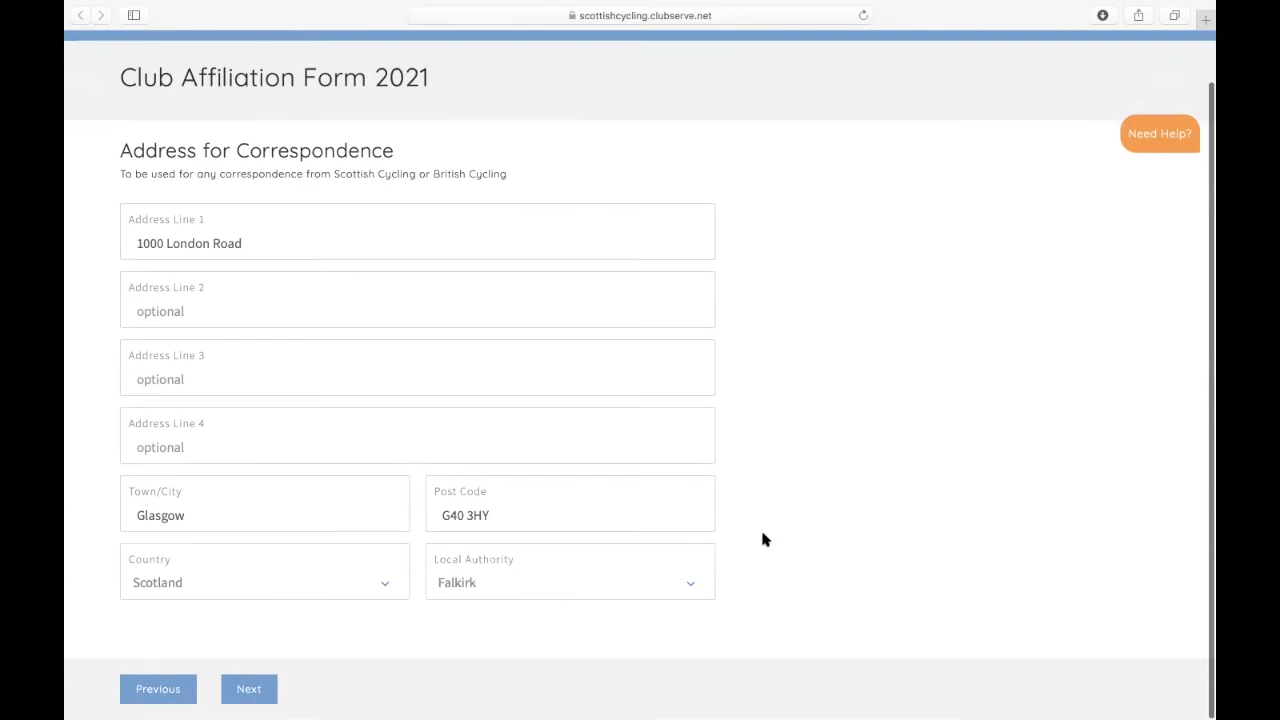 scottishcycling.clubserve.net
Club Affiliation Form 2021
Need Help?
Address for Correspondence
To be used for any correspondence from Scottish Cycling or British Cycling
Address Line 1
1000 London Road
Address Line 2
optional
Address Line 3
optional
Address Line 4
optional
Town/City
Glasgow
Post Code
G40 3HY
Country
Scotland
Local Authority
Falkirk
Previous
Next